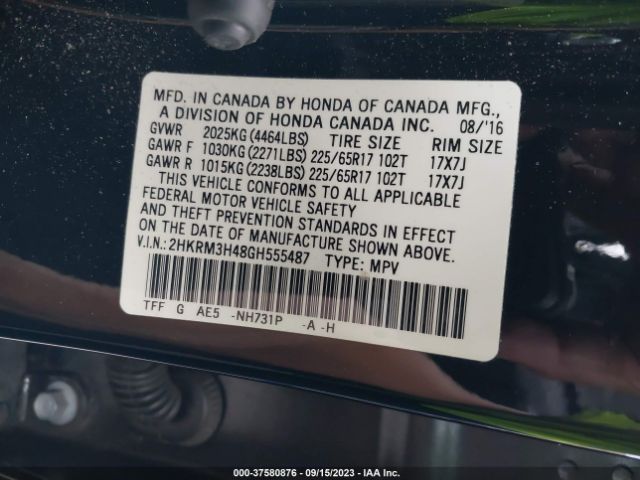 MFD. IN CANADA BY HONDA OF CANADA MFG.,
A DIVISION OF HONDA CANADA INC. 08/'16
GVWR 2025KG (4464LBS) TIRE SIZE RIM SIZE
GAWR F 1030KG (2271LBS) 225/65R17 102T 17X7J
GAWR R 1015KG (2238LBS) 225/65R17 102T 17X7J
THIS VEHICLE CONFORMS TO ALL APPLICABLE
FEDERAL MOTOR VEHICLE SAFETY
AND THEFT PREVENTION STANDARDS IN EFFECT
ON THE DATE OF MANUFACTURE SHOWN ABOVE.
V.I.N.: 2HKRM3H48GH555487 TYPE: MPV
TFF G AE5 -NH731P -A -H
000-37580876 - 09/15/2023 - IAA Inc.